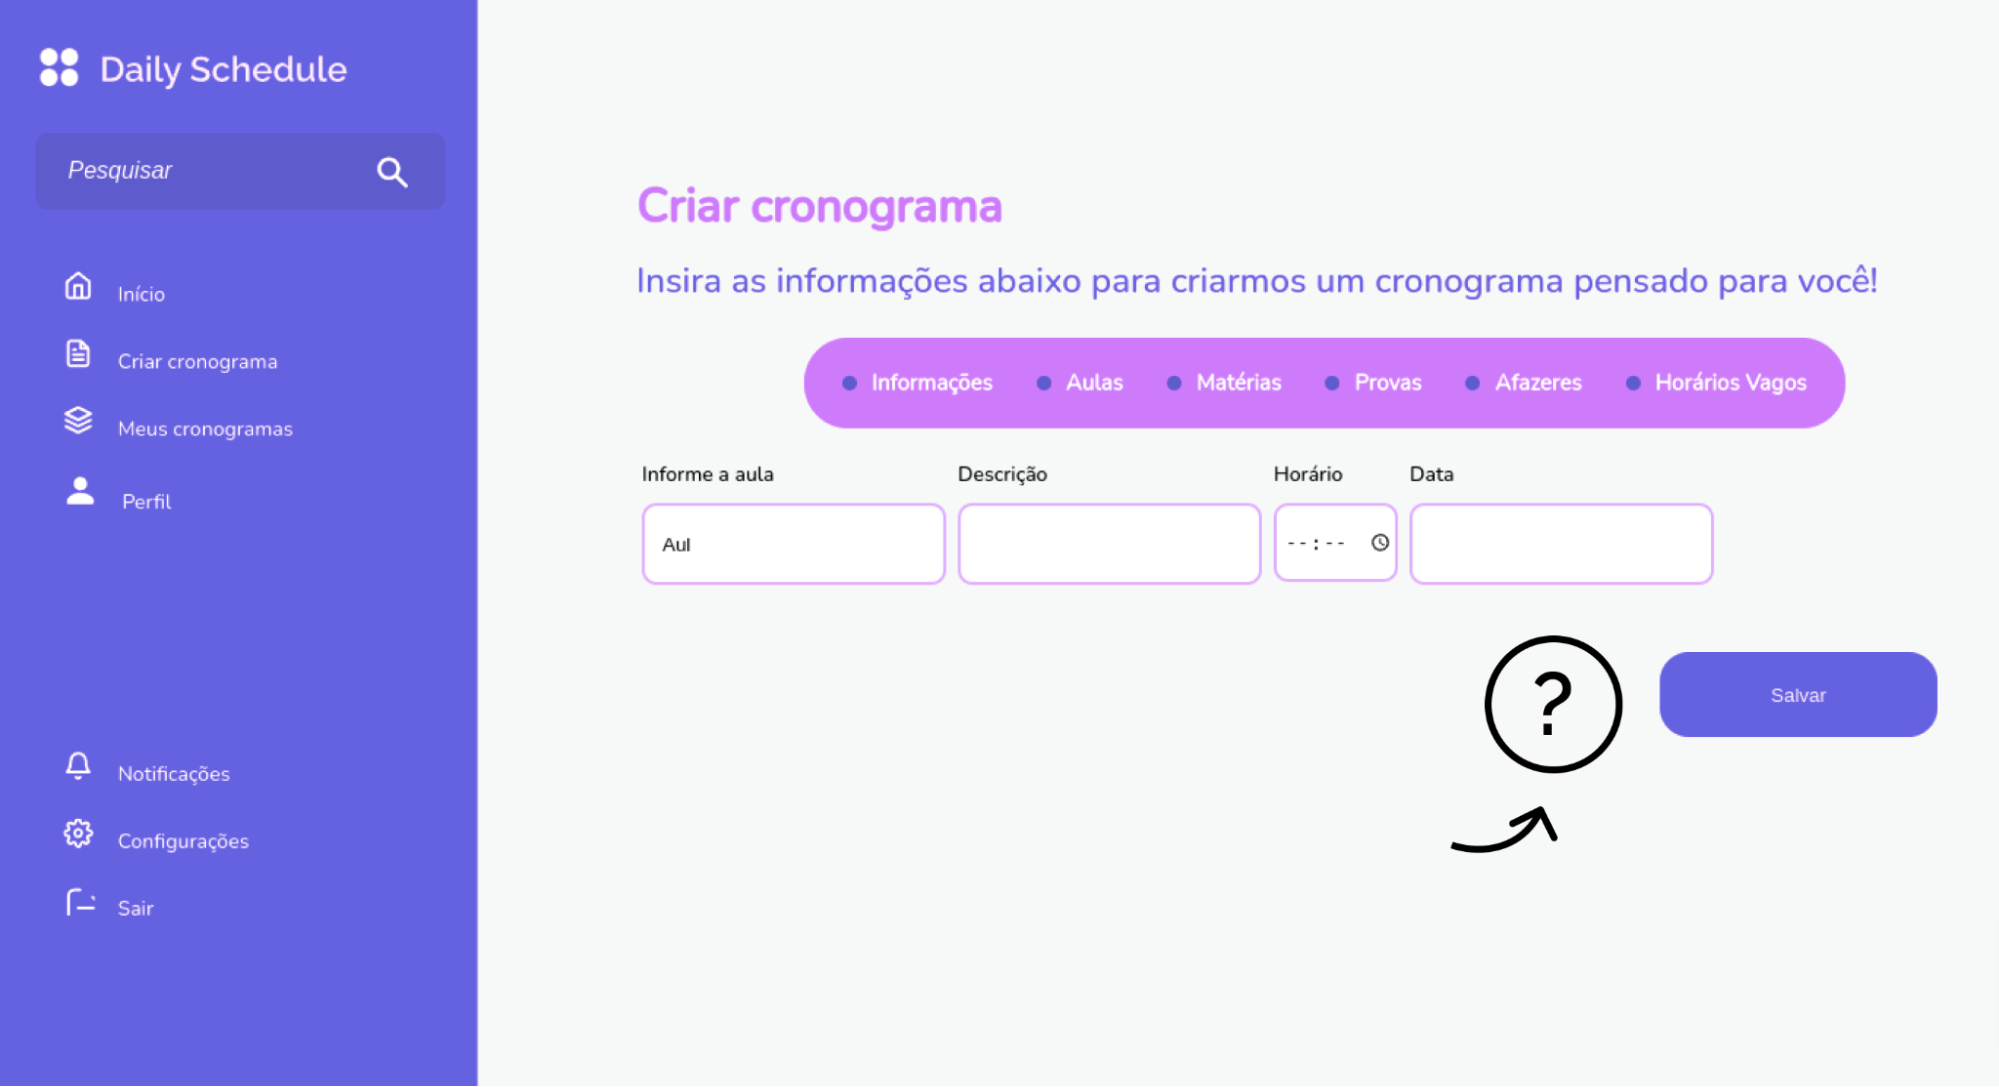 Daily Schedule
Pesquisar
Início
Criar cronograma
Meus cronogramas
Perfil
Notificações
Configurações
Sair
Criar cronograma
Insira as informações abaixo para criarmos um cronograma pensado para você!
Informações Aulas Matérias Provas Afazeres Horários Vagos
Informe a aula Descrição Horário Data
Aul --:--
? Salvar